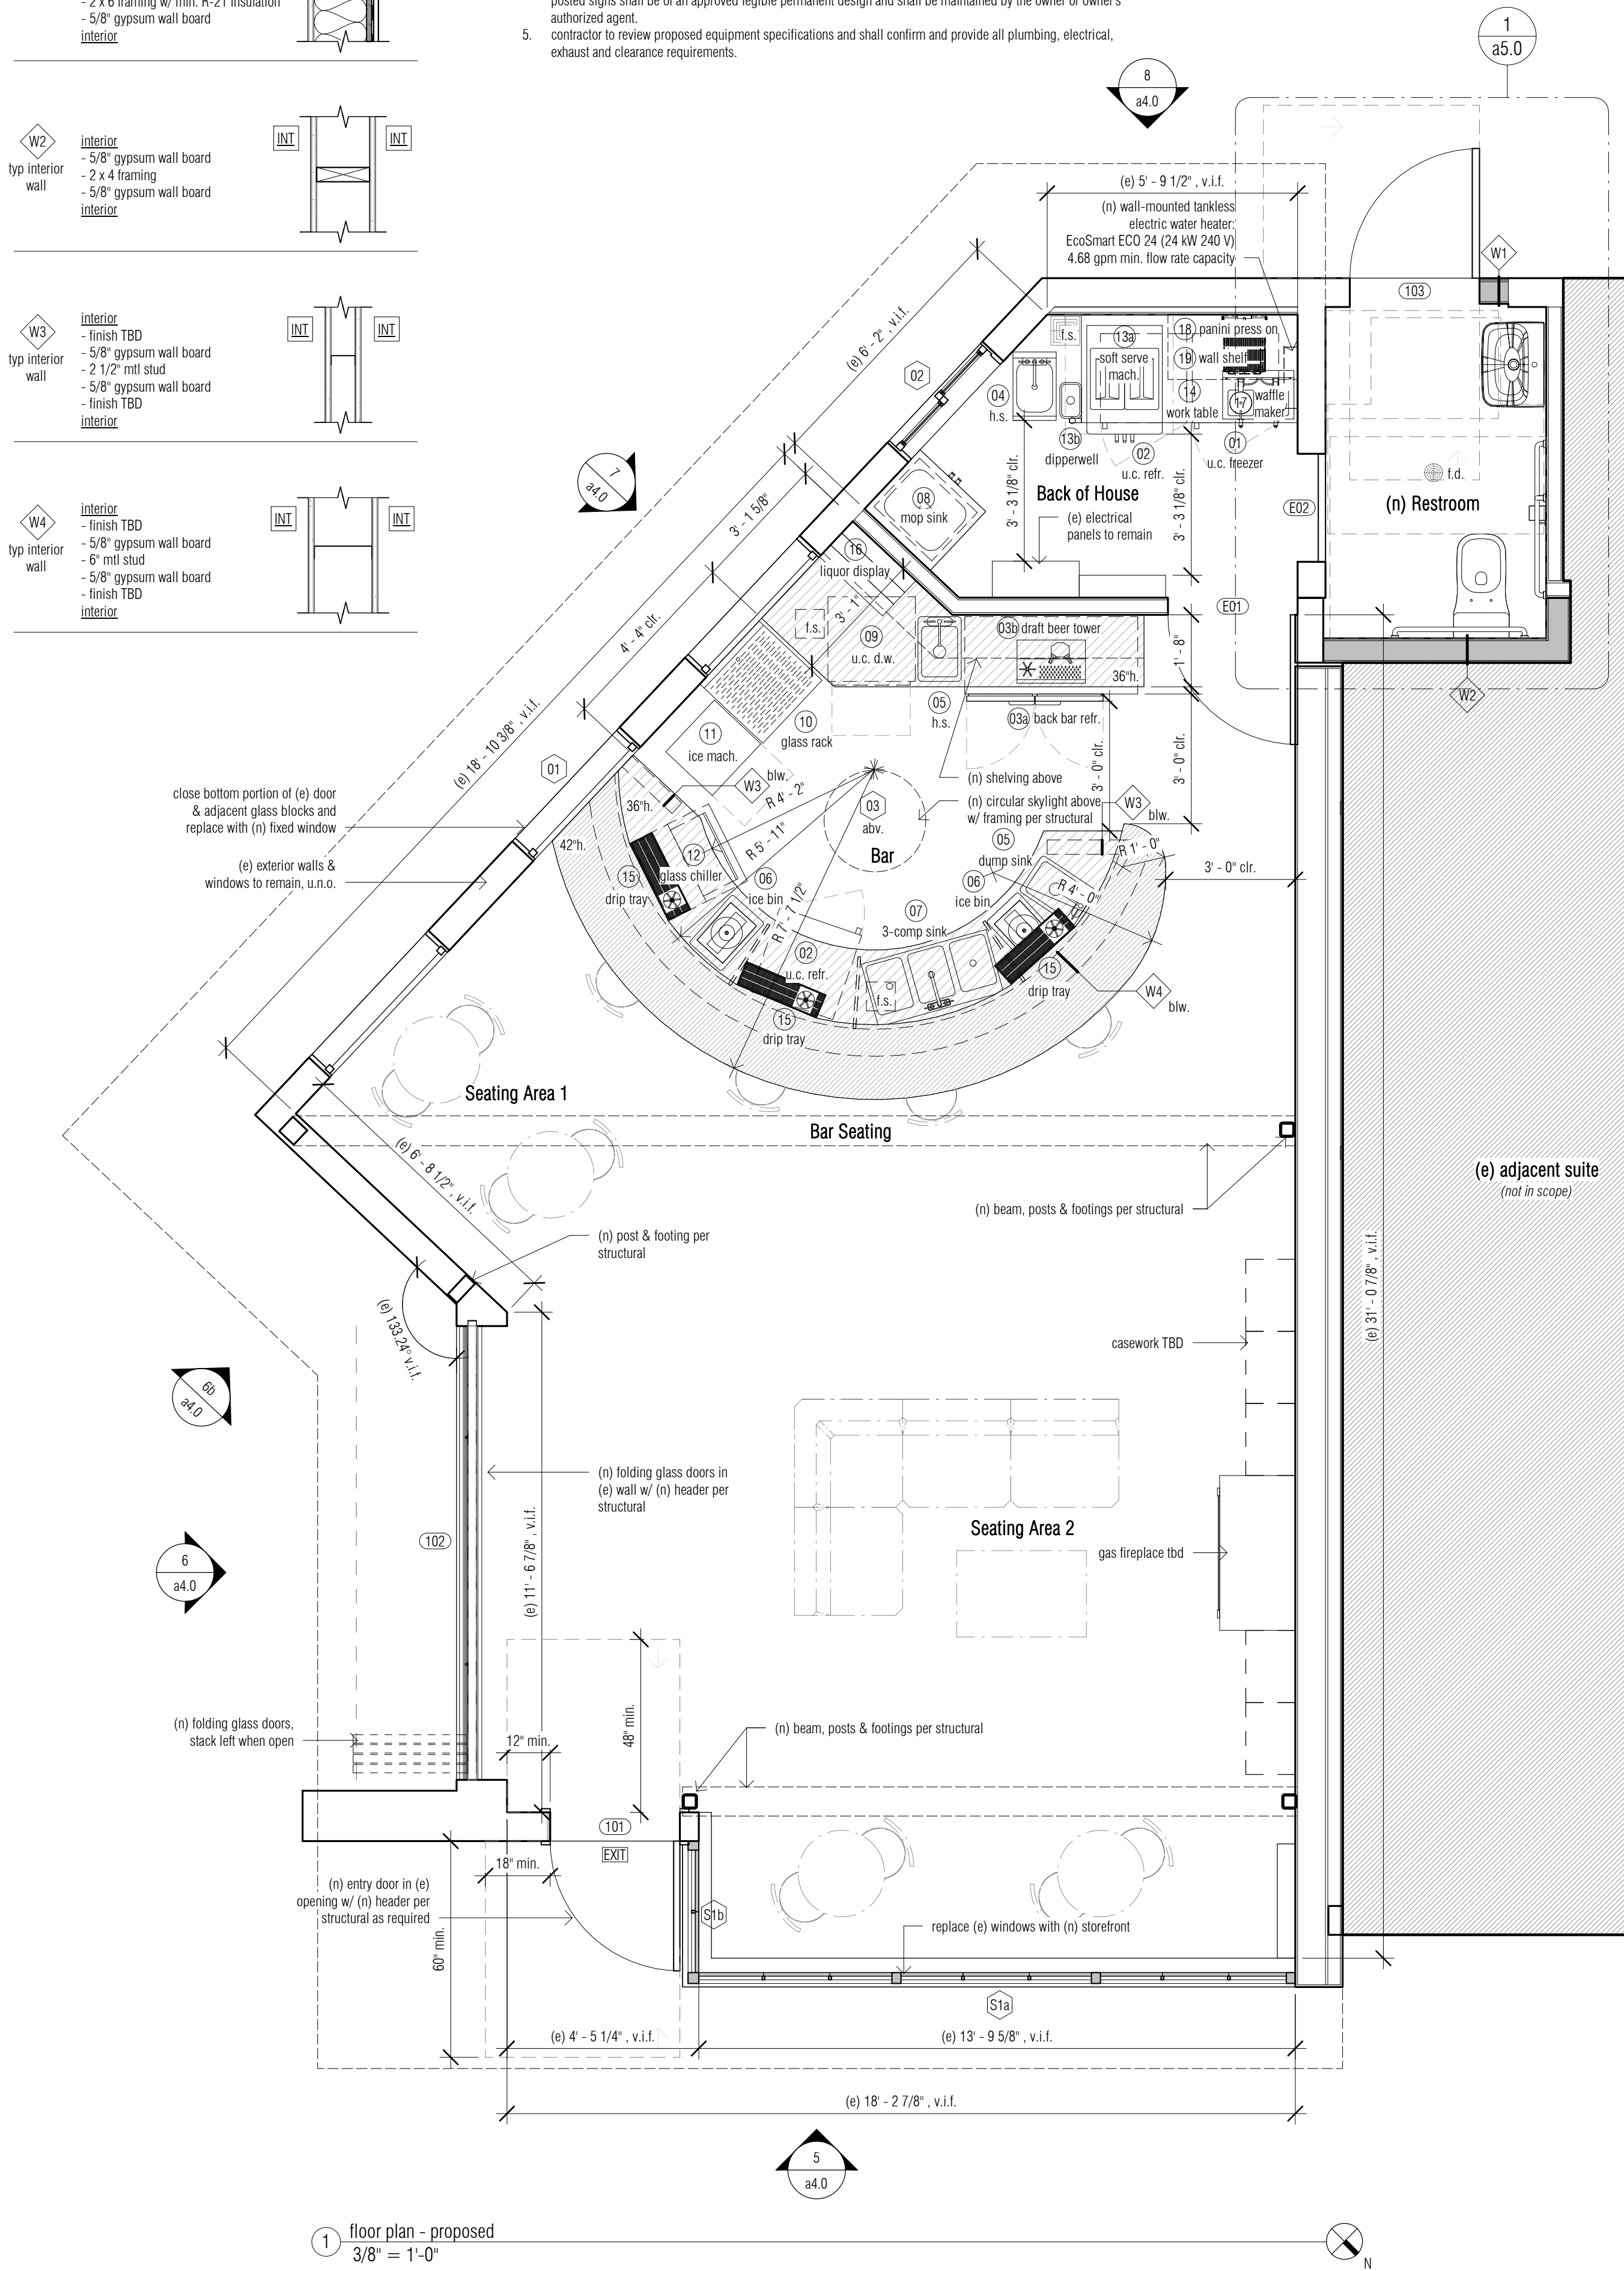 - 2 x 6 framing w/ min. R-21 insulation
- 5/8" gypsum wall board
interior
posted signs shall be of an approved legible permanent design and shall be maintained by the owner or owner's
authorized agent.
5. contractor to review proposed equipment specifications and shall confirm and provide all plumbing, electrical,
exhaust and clearance requirements.
1
a5.0
8
a4.0
W2
typ interior
wall
interior
- 5/8" gypsum wall board
- 2 x 4 framing
- 5/8" gypsum wall board
interior
INT
INT
W3
typ interior
wall
interior
- finish TBD
- 5/8" gypsum wall board
- 2 1/2" mtl stud
- 5/8" gypsum wall board
- finish TBD
interior
INT
INT
W4
typ interior
wall
interior
- finish TBD
- 5/8" gypsum wall board
- 6" mtl stud
- 5/8" gypsum wall board
- finish TBD
interior
INT
INT
(e) 5' - 9 1/2" , v.i.f.
(n) wall-mounted tankless
electric water heater:
EcoSmart ECO 24 (24 kW 240 V)
4.68 gpm min. flow rate capacity
W1
103
(e) 6' - 2" , v.i.f.
02
f.s.
13a
soft serve
mach.
18 panini press on
19 wall shelf
14
work table
17
waffle
maker
04
h.s.
13b
dipperwell
02
u.c. refr.
01
u.c. freezer
f.d.
(n) Restroom
E02
7
a4.0
3' - 1 5/8"
08
mop sink
3' - 3 1/8" clr.
Back of House
(e) electrical
panels to remain
3' - 3 1/8" clr.
16
liquor display
3' - 1"
E01
4' - 4" clr.
f.s.
09
u.c. d.w.
03b draft beer tower
36"h.
1' - 8"
W2
05
h.s.
03a back bar refr.
10
glass rack
11
ice mach.
(e) 18' - 10 3/8" , v.i.f.
01
W3
blw.
(n) shelving above
3' - 0" clr.
3' - 0" clr.
close bottom portion of (e) door
& adjacent glass blocks and
replace with (n) fixed window
36"h.
R 4' - 2"
03
abv.
(n) circular skylight above
w/ framing per structural
W3
blw.
42"h.
R 5' - 11"
Bar
05
dump sink
R 1' - 0"
(e) exterior walls &
windows to remain, u.n.o.
12
glass chiller
15
drip tray
06
ice bin
06
ice bin
R 4' - 0"
3' - 0" clr.
R 7' - 7 1/2"
07
3-comp sink
02
u.c. refr.
f.s.
15
drip tray
W4
blw.
15
drip tray
Seating Area 1
Bar Seating
(e) 6' - 8 1/2" , v.i.f.
(e) adjacent suite
(not in scope)
(n) beam, posts & footings per structural
(n) post & footing per
structural
(e) 31' - 0 7/8" , v.i.f.
(e) 133.24° v.i.f.
casework TBD
6b
a4.0
(n) folding glass doors in
(e) wall w/ (n) header per
structural
(e) 11' - 6 7/8" , v.i.f.
102
Seating Area 2
gas fireplace tbd
6
a4.0
(n) folding glass doors,
stack left when open
12" min.
48" min.
(n) beam, posts & footings per structural
101
EXIT
18" min.
(n) entry door in (e)
opening w/ (n) header per
structural as required
60" min.
S1b
replace (e) windows with (n) storefront
S1a
(e) 4' - 5 1/4" , v.i.f.
(e) 13' - 9 5/8" , v.i.f.
(e) 18' - 2 7/8" , v.i.f.
5
a4.0
1
floor plan - proposed
3/8" = 1'-0"
N